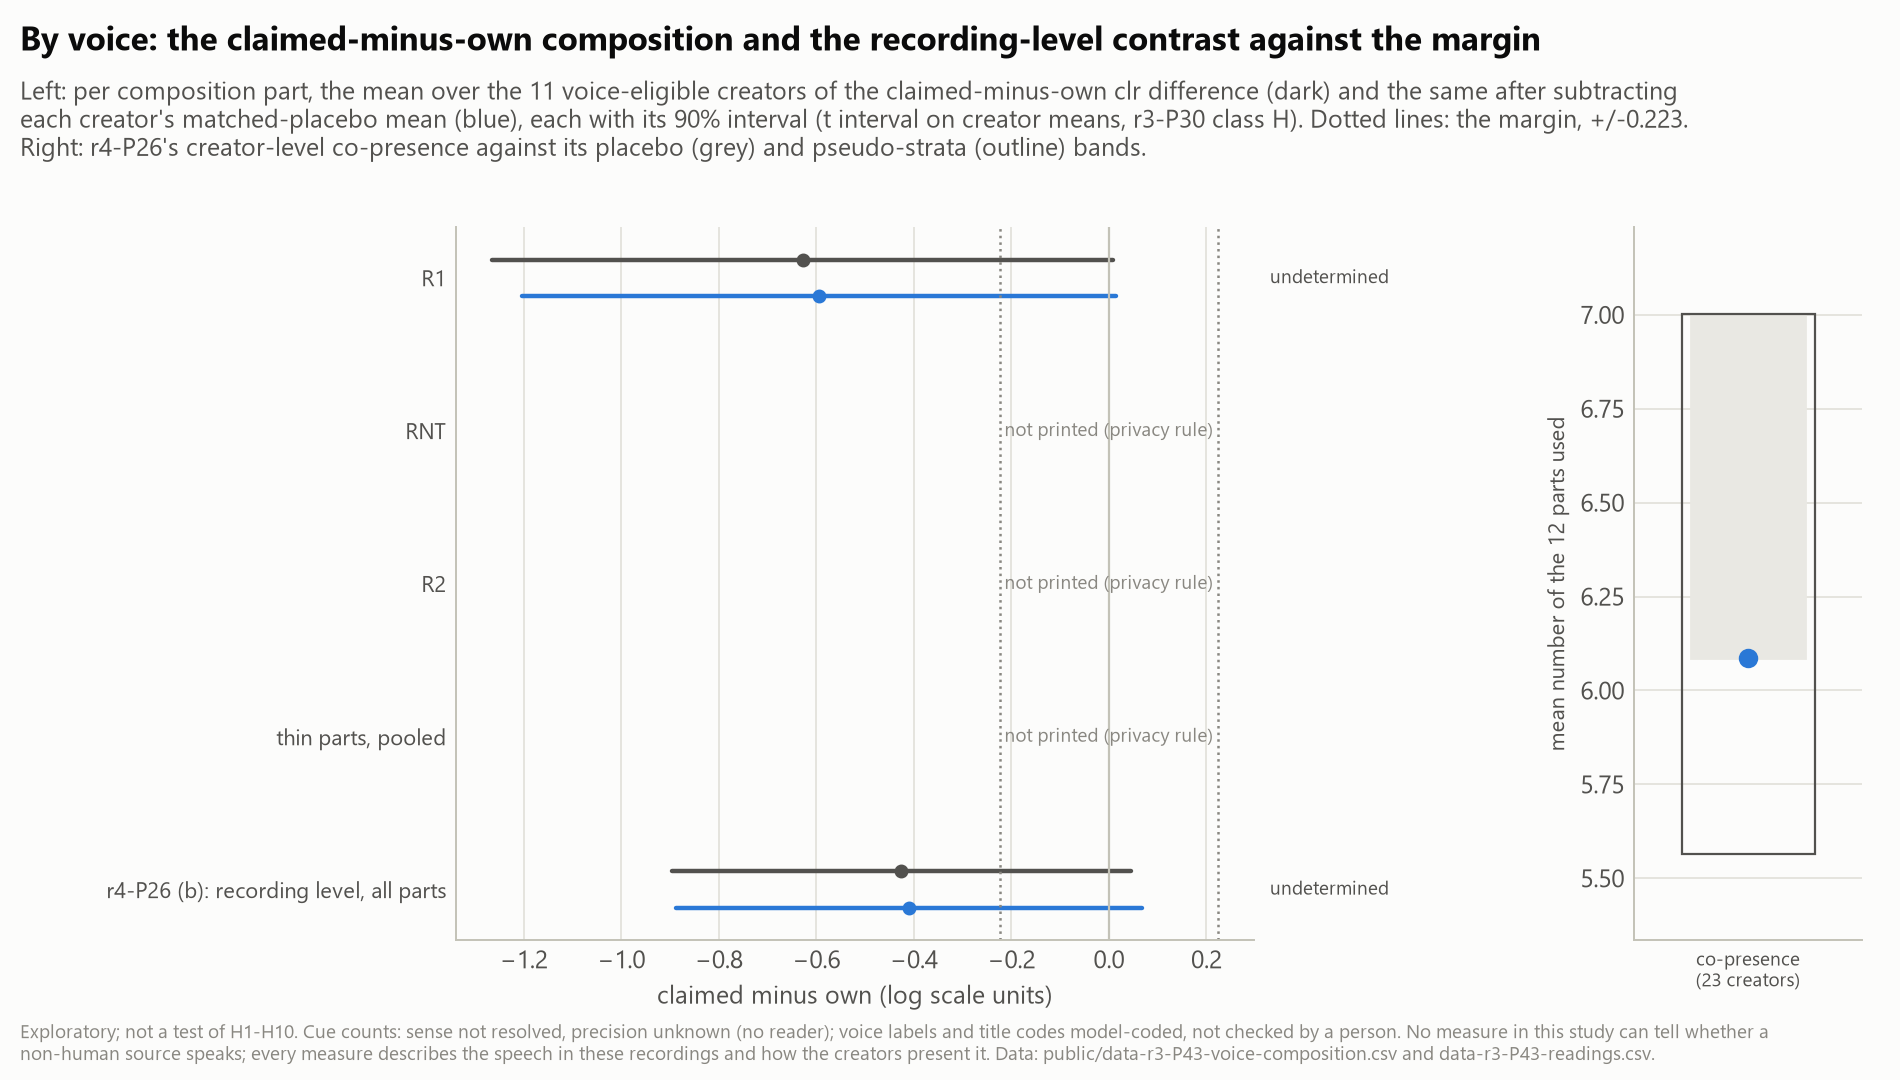 By voice: the claimed-minus-own composition and the recording-level contrast against the margin
Left: per composition part, the mean over the 11 voice-eligible creators of the claimed-minus-own clr difference (dark) and the same after subtracting
each creator's matched-placebo mean (blue), each with its 90% interval (t interval on creator means, r3-P30 class H). Dotted lines: the margin, +/-0.223.
Right: r4-P26's creator-level co-presence against its placebo (grey) and pseudo-strata (outline) bands.
R1
undetermined
RNT
not printed (privacy rule)
R2
not printed (privacy rule)
thin parts, pooled
not printed (privacy rule)
r4-P26 (b): recording level, all parts
undetermined
−1.2 −1.0 −0.8 −0.6 −0.4 −0.2 0.0 0.2
claimed minus own (log scale units)
mean number of the 12 parts used
7.00
6.75
6.50
6.25
6.00
5.75
5.50
co-presence
(23 creators)
Exploratory; not a test of H1-H10. Cue counts: sense not resolved, precision unknown (no reader); voice labels and title codes model-coded, not checked by a person. No measure in this study can tell whether a
non-human source speaks; every measure describes the speech in these recordings and how the creators present it. Data: public/data-r3-P43-voice-composition.csv and data-r3-P43-readings.csv.